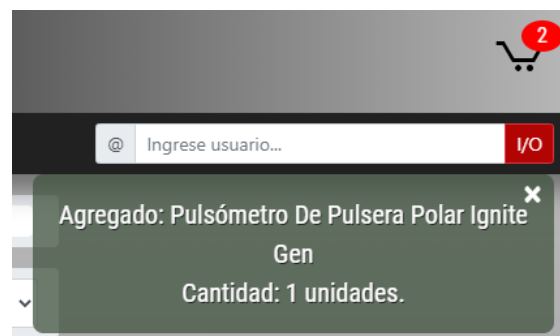 2
@ Ingrese usuario... I/O
×
Agregado: Pulsómetro De Pulsera Polar Ignite
Gen
Cantidad: 1 unidades.